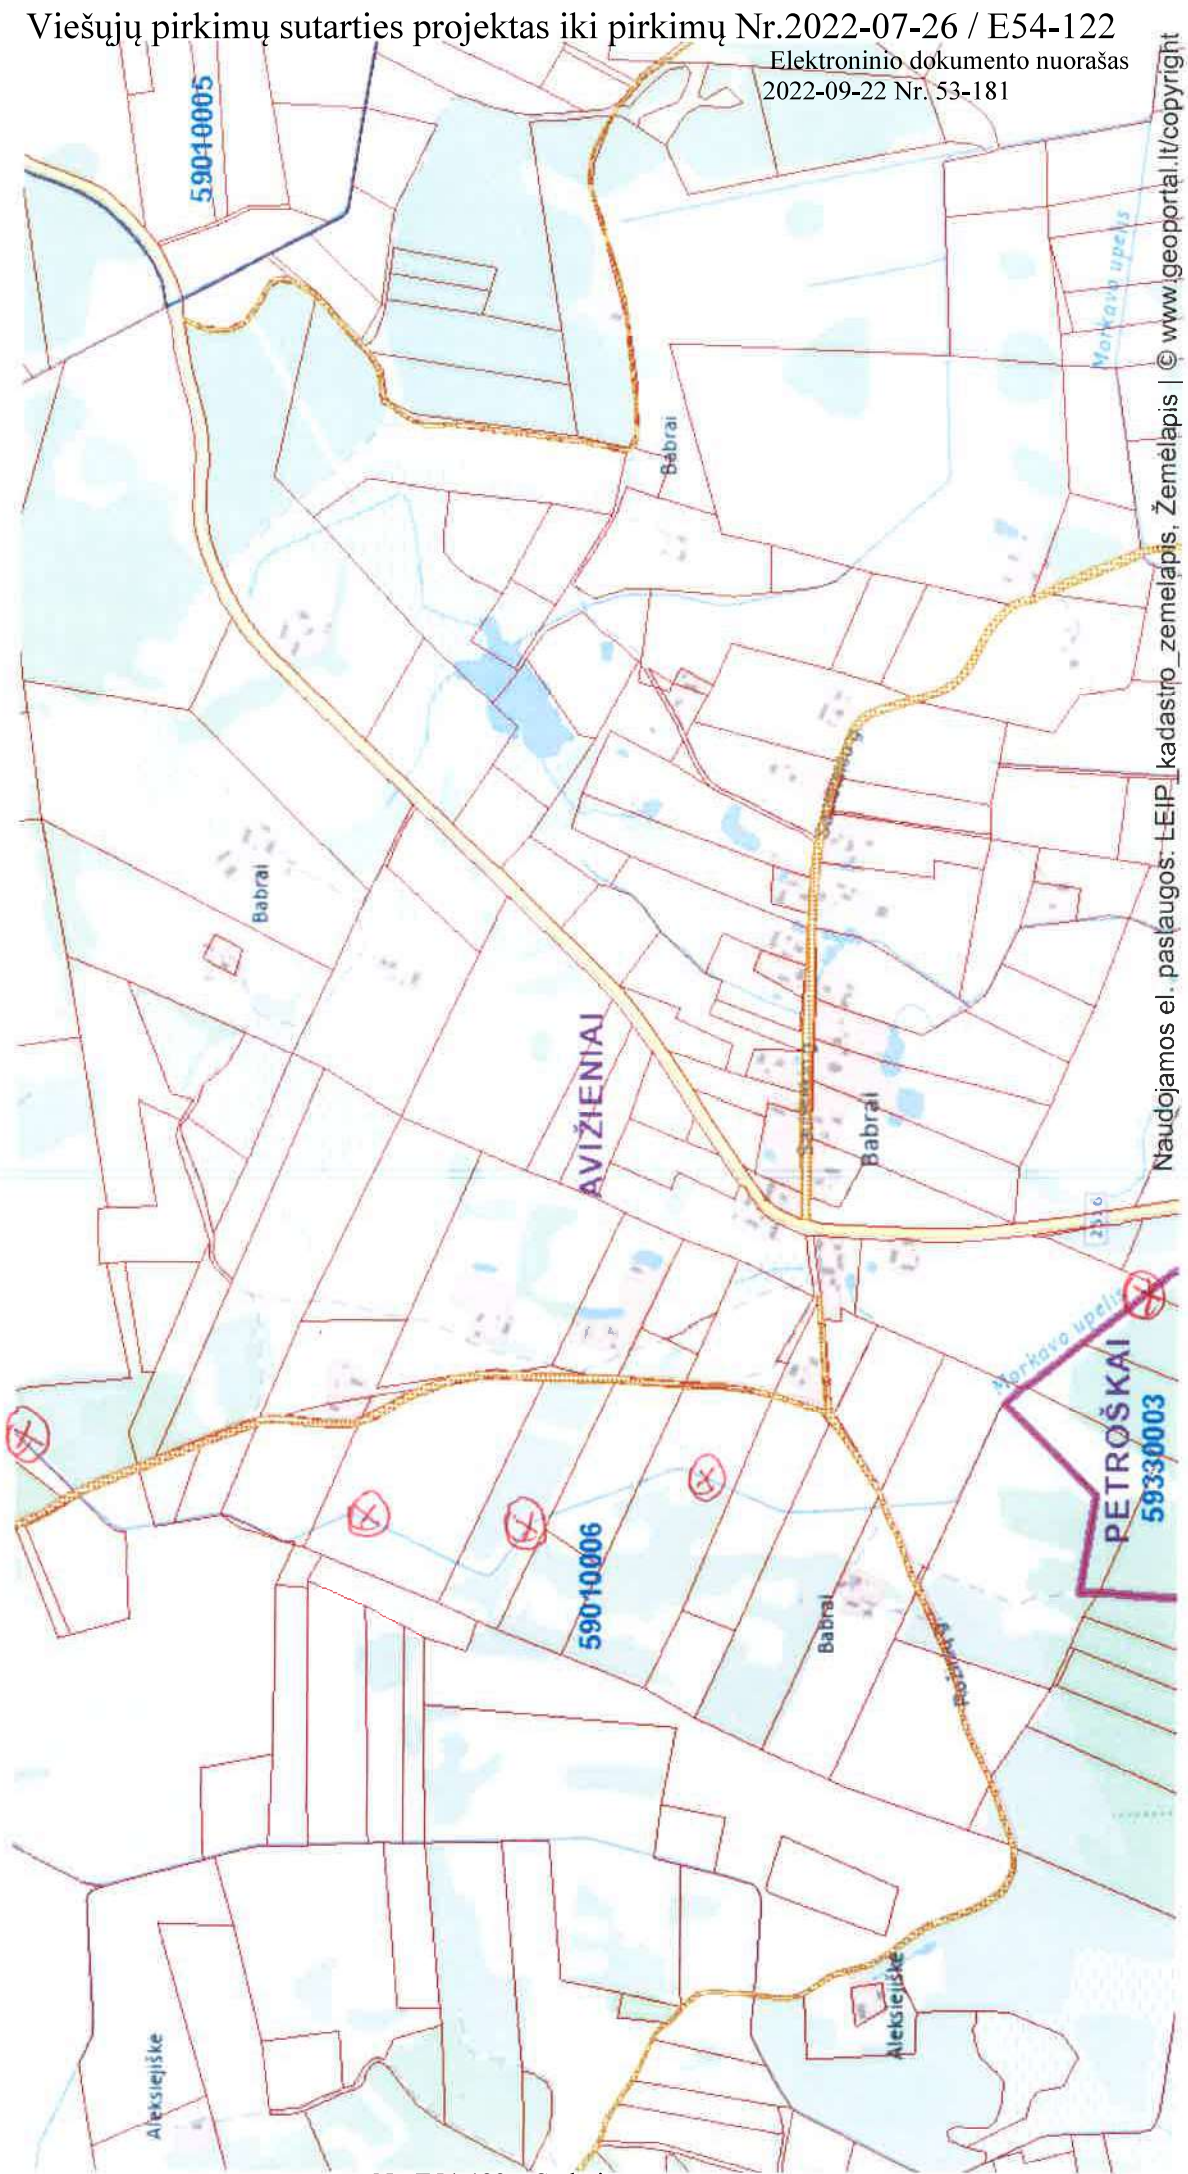 Viešųjų pirkimų sutarties projektas iki pirkimų Nr.2022-07-26 / E54-122
Elektroninio dokumento nuorašas
2022-09-22 Nr. 53-181
59010005
Morkavo upelis
Babrai
Babrai
AVIŽIENIAI
Babrai
Morkavo upelis
PETROŠKAI
59330003
59010006
Babrai
Aleksiejiškė
Aleksiejiškė
Naudojamos el. paslaugos: LEIP_kadastro_zemelapis, Žemėlapis | © www.geoportal.lt/copyright